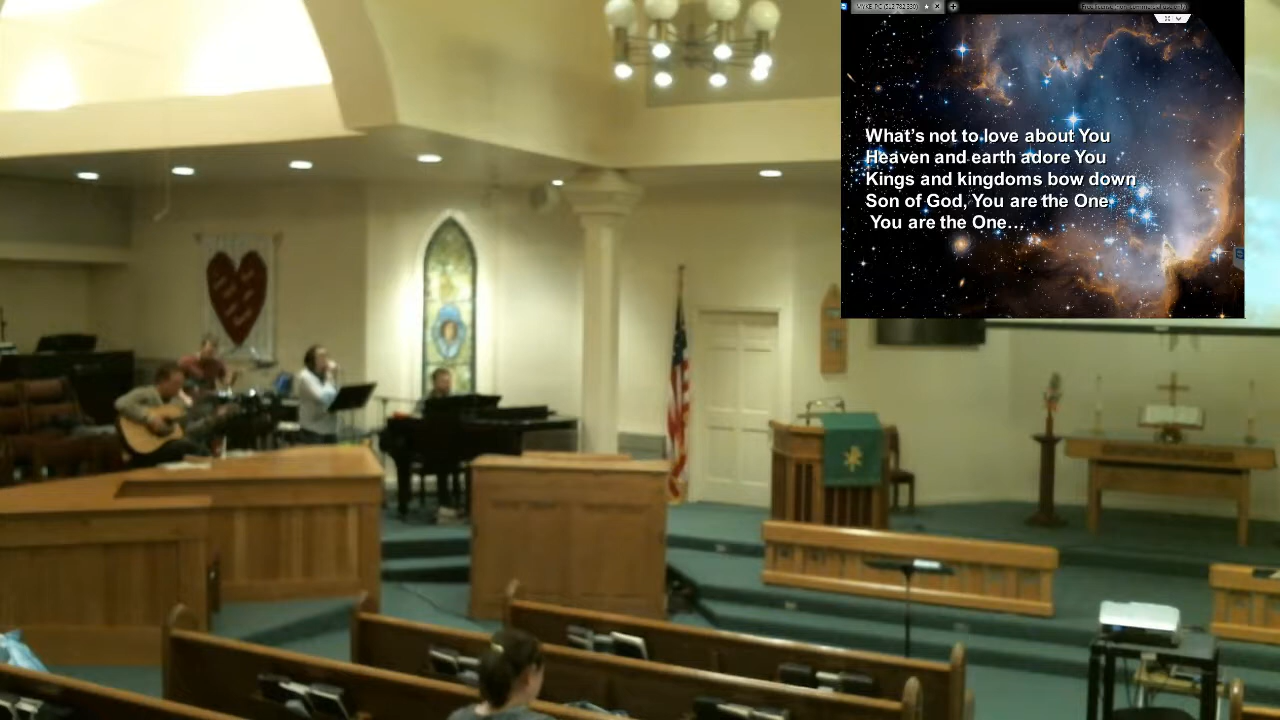 What's not to love about You
Heaven and earth adore You
Kings and kingdoms bow down
Son of God, You are the One
You are the One…